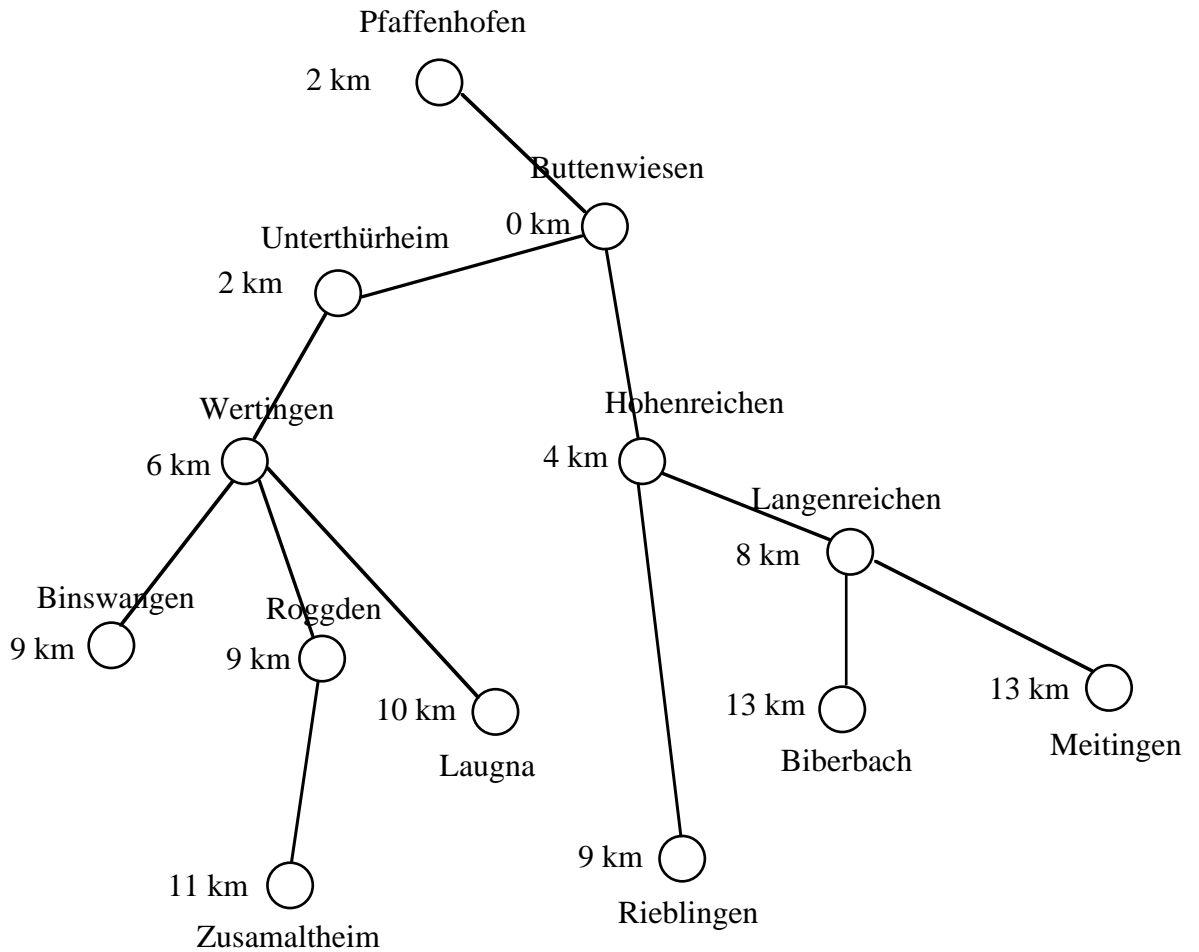 Pfaffenhofen
2 km
Buttenwiesen
0 km
Unterthürheim
2 km
Wertingen
6 km
Hohenreichen
4 km
Langenreichen
8 km
Binswangen
9 km
Roggden
9 km
10 km
Laugna
13 km
Biberbach
13 km
Meitingen
9 km
Rieblingen
11 km
Zusamaltheim